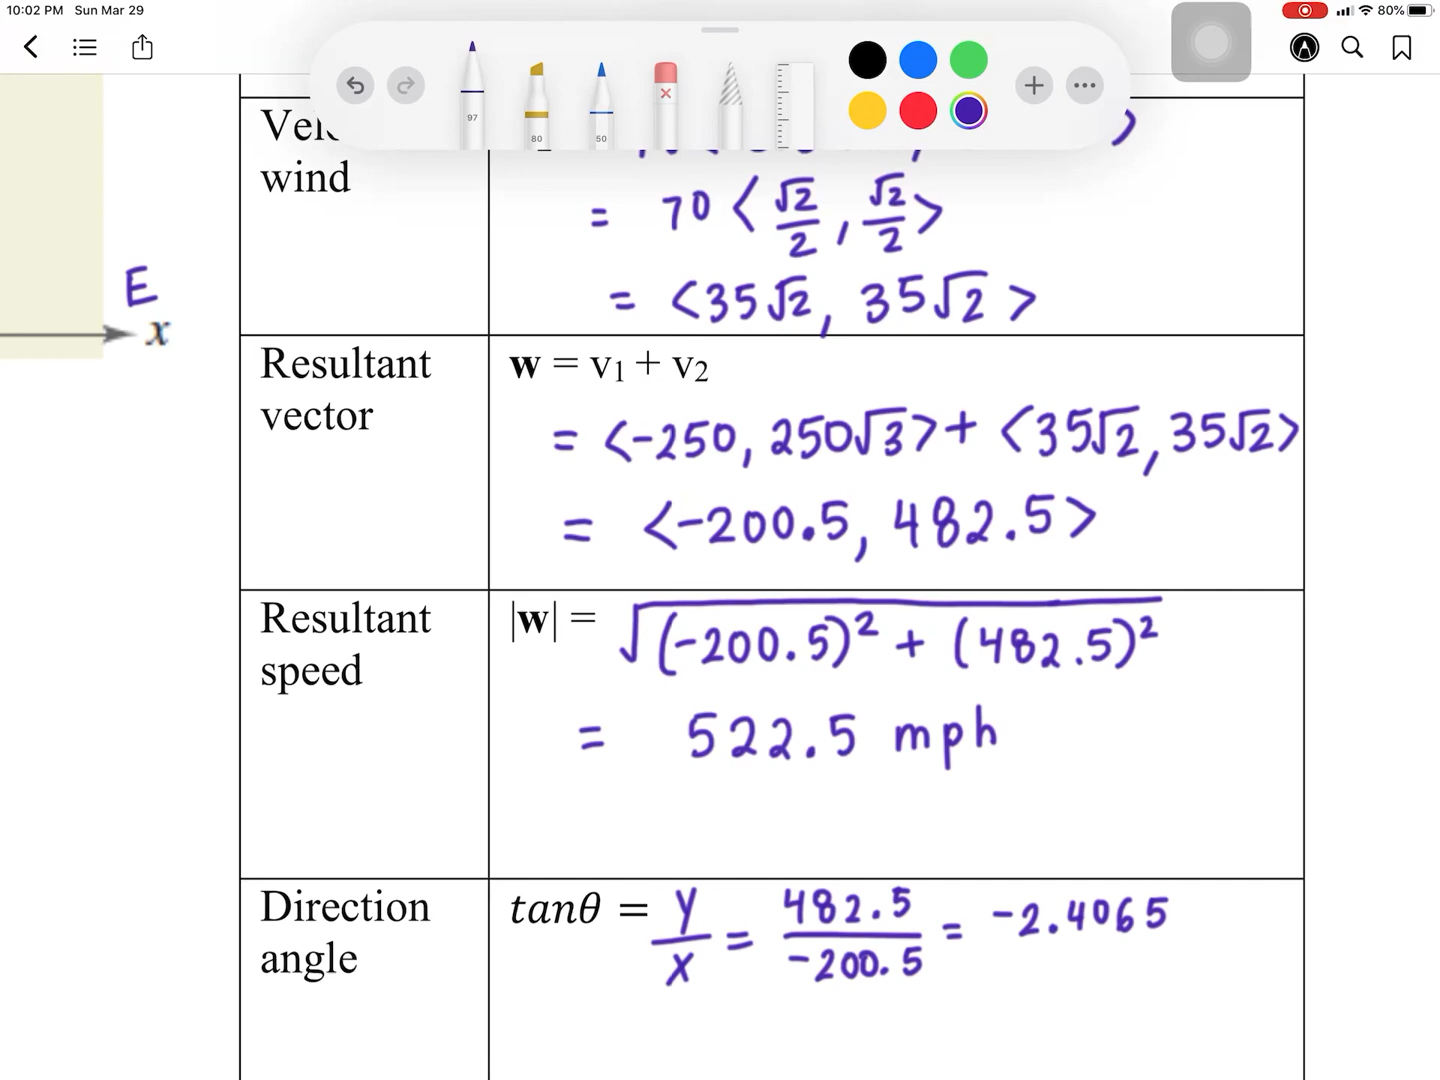 10:02 PM Sun Mar 29
80%
97
80
50
wind
= 70 < √2/2 , √2/2 >
= < 35√2 , 35√2 >
E
x
Resultant vector
w = v₁ + v₂
= < -250 , 250√3 > + < 35√2 , 35√2 >
= < -200.5 , 482.5 >
Resultant speed
|w| = √((-200.5)² + (482.5)²)
= 522.5 mph
Direction angle
tanθ = y/x = 482.5/-200.5 = -2.4065